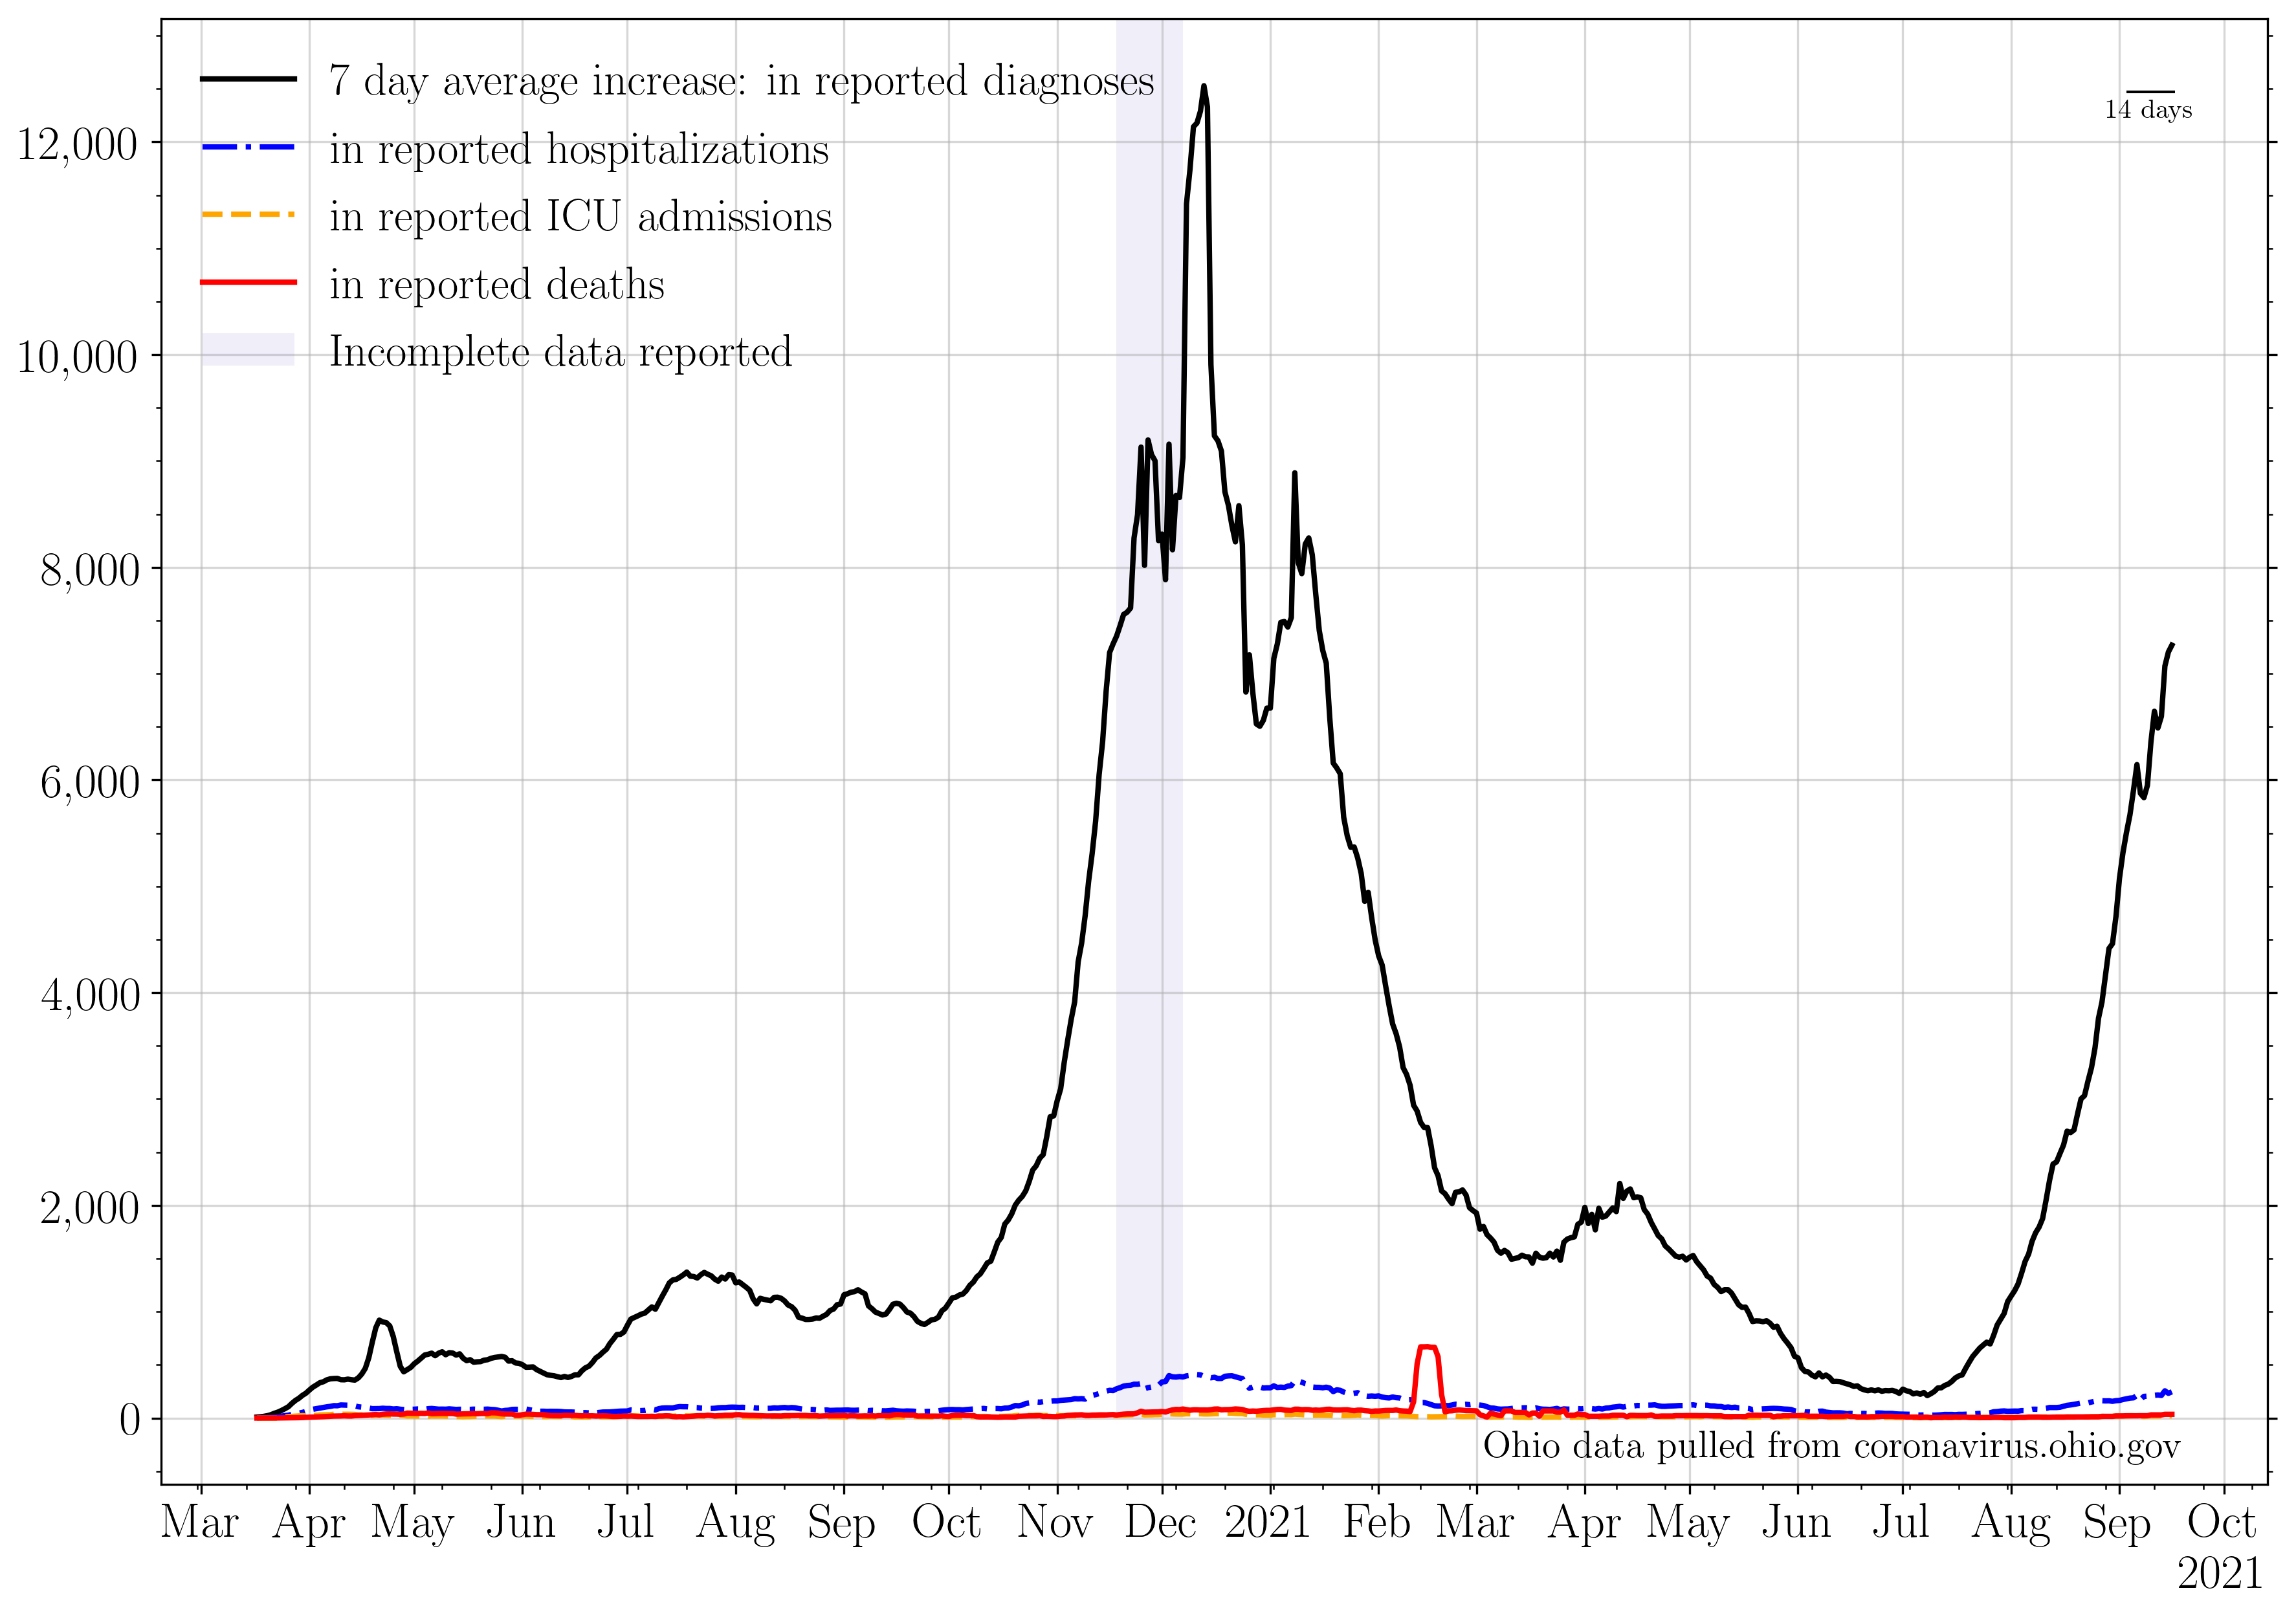 7 day average increase: in reported diagnoses
in reported hospitalizations
in reported ICU admissions
in reported deaths
Incomplete data reported
14 days
12,000
10,000
8,000
6,000
4,000
2,000
0
Ohio data pulled from coronavirus.ohio.gov
Mar Apr May Jun Jul Aug Sep Oct Nov Dec 2021 Feb Mar Apr May Jun Jul Aug Sep Oct
2021